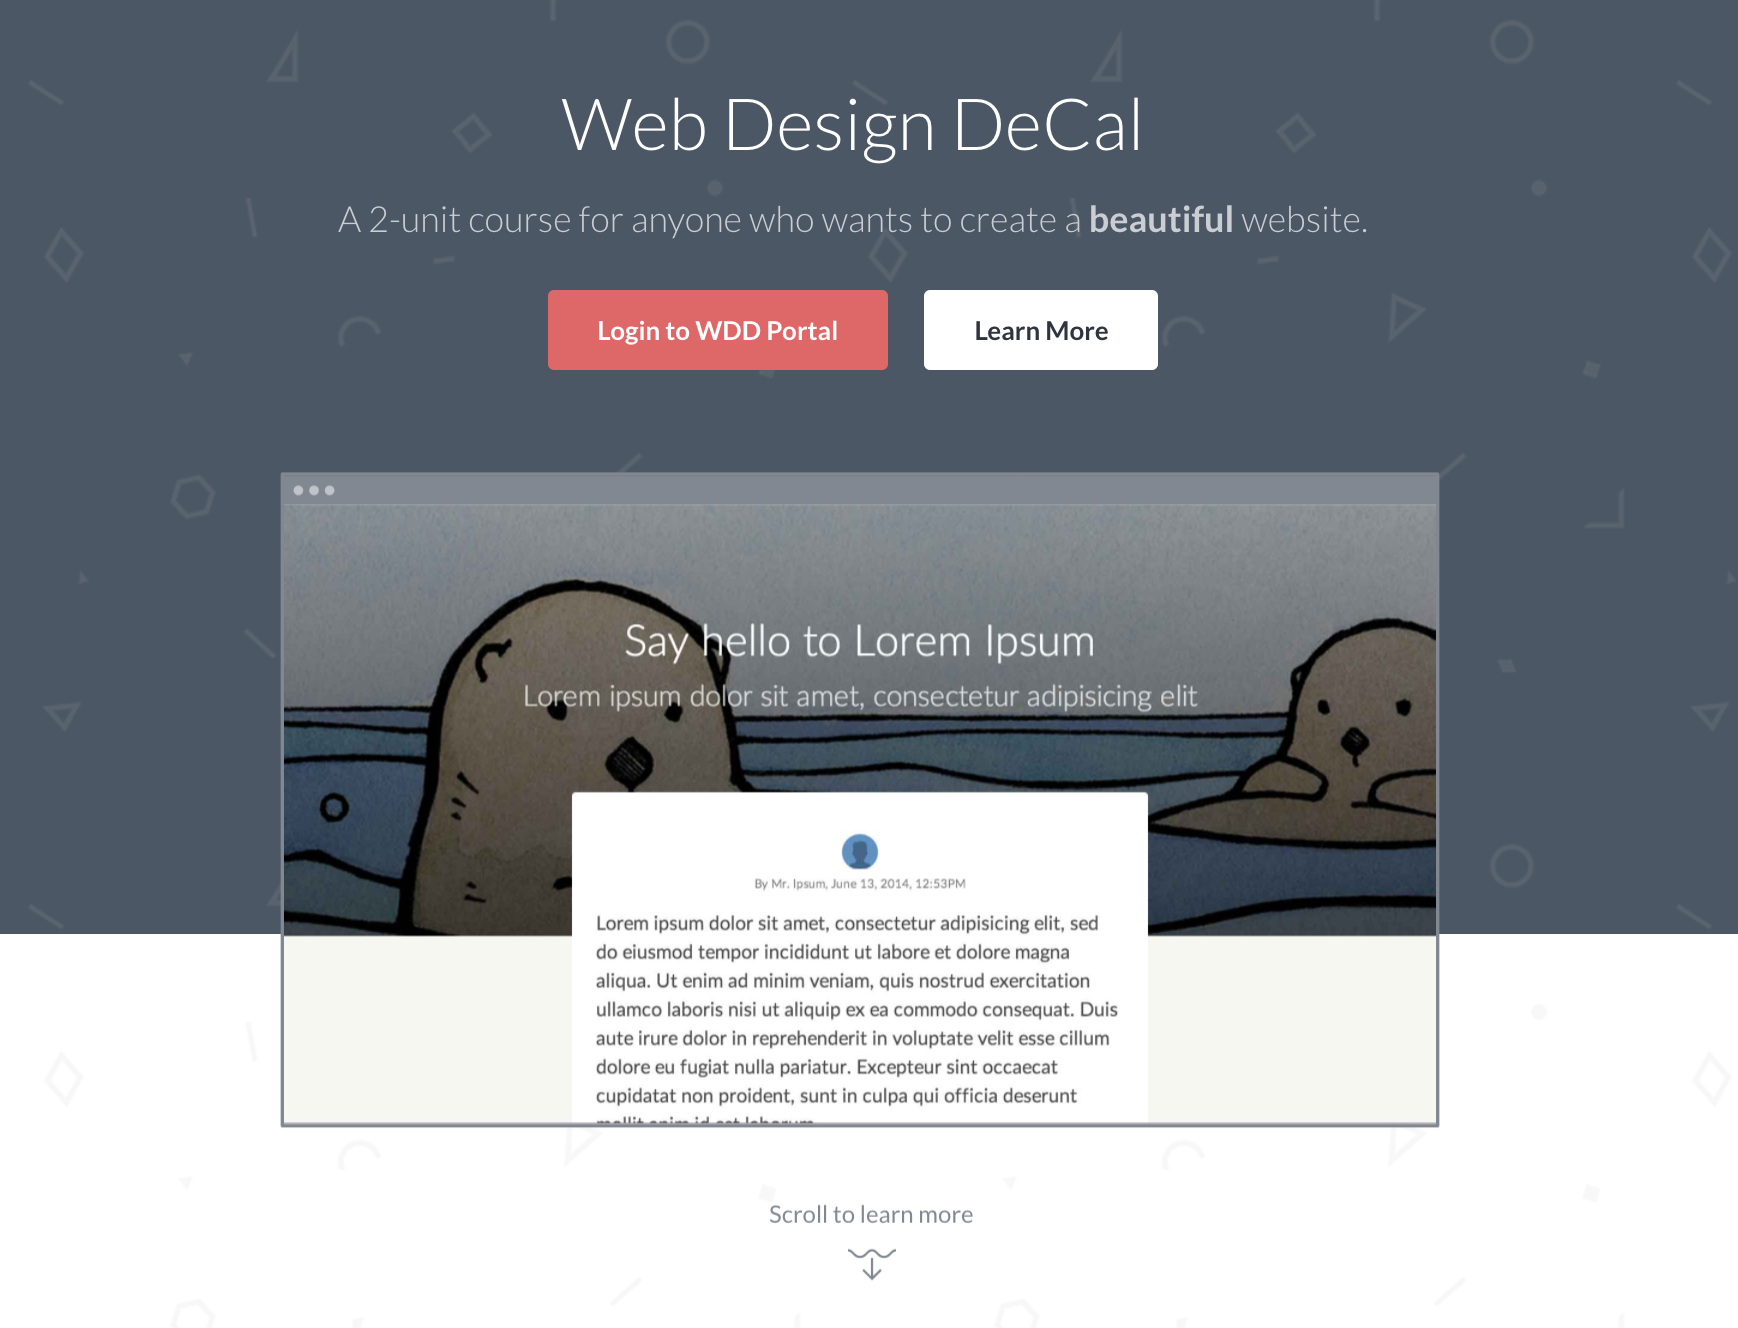 Web Design DeCal
A 2-unit course for anyone who wants to create a beautiful website.
Login to WDD Portal
Learn More
Say hello to Lorem Ipsum
Lorem ipsum dolor sit amet, consectetur adipisicing elit
By Mr. Ipsum, June 13, 2014, 12:53PM
Lorem ipsum dolor sit amet, consectetur adipisicing elit, sed
do eiusmod tempor incididunt ut labore et dolore magna
aliqua. Ut enim ad minim veniam, quis nostrud exercitation
ullamco laboris nisi ut aliquip ex ea commodo consequat. Duis
aute irure dolor in reprehenderit in voluptate velit esse cillum
dolore eu fugiat nulla pariatur. Excepteur sint occaecat
cupidatat non proident, sunt in culpa qui officia deserunt
mollit anim id est laborum.
Scroll to learn more